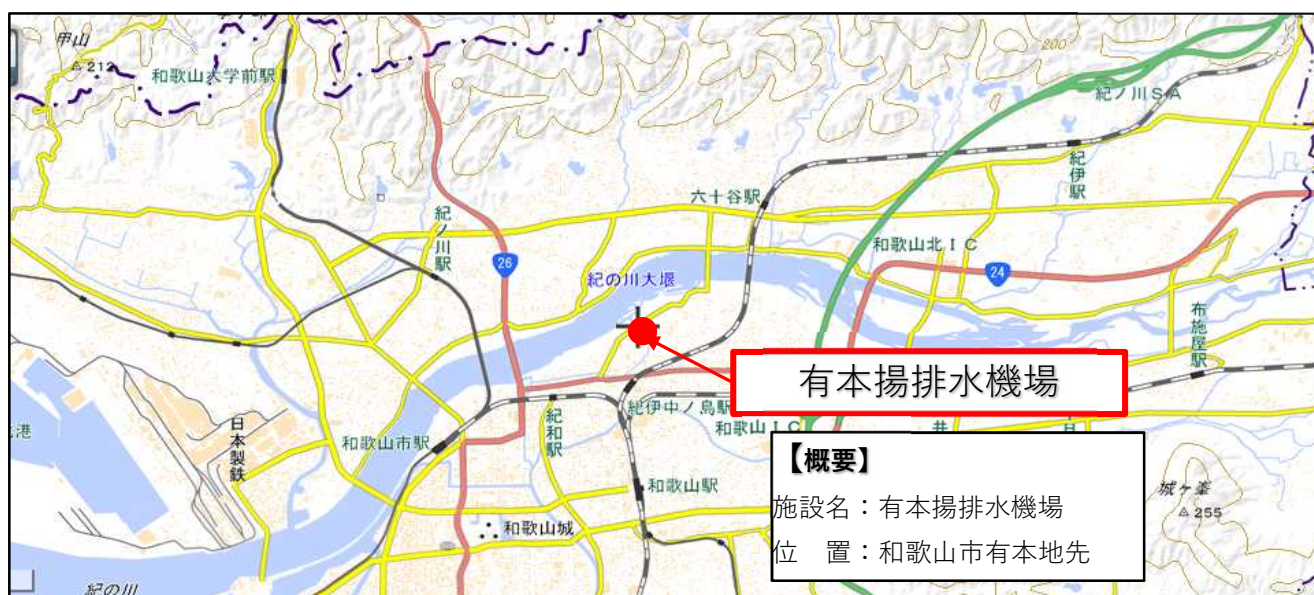 甲山
△212
和歌山大学前駅
200
紀ノ川SA
紀伊駅
六十谷駅
紀ノ川駅
和歌山北IC
26
紀の川大堰
24
布施屋駅
有本揚排水機場
紀伊中ノ島駅
和歌山IC
紀和駅
港
日本製鉄
和歌山市駅
【概要】
施設名：有本揚排水機場
位　置：和歌山市有本地先
和歌山駅
城ヶ峯
△255
和歌山城
紀の川